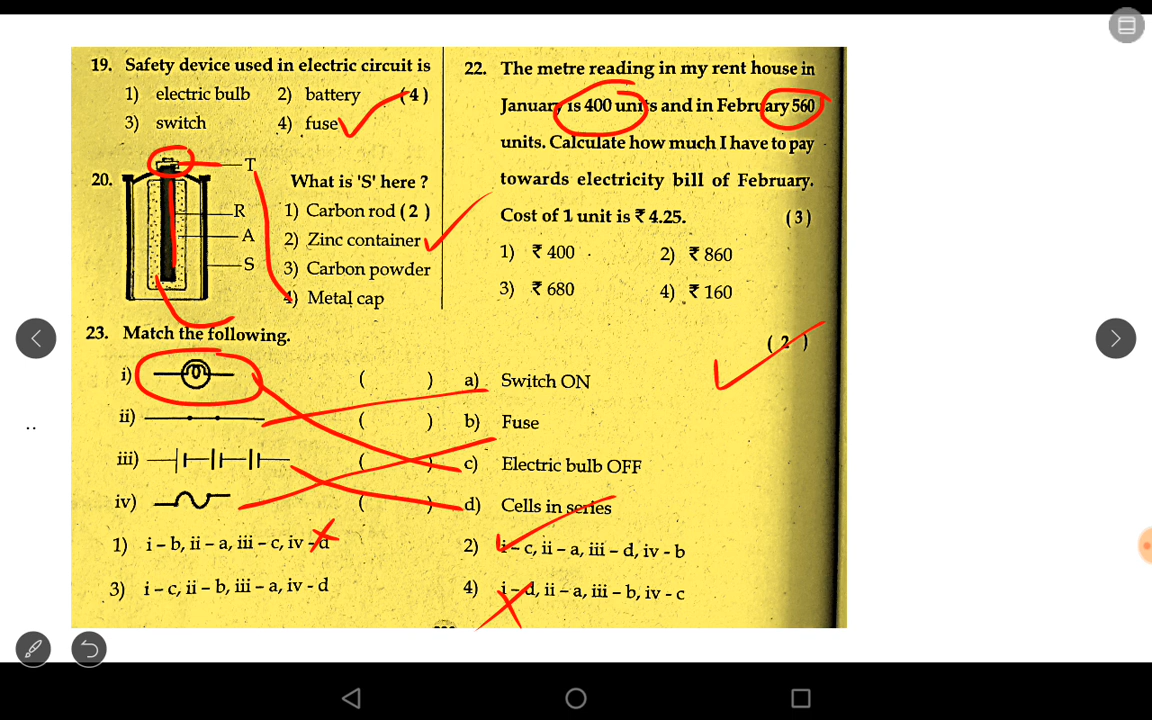 19. Safety device used in electric circuit is
1) electric bulb 2) battery (4)
3) switch 4) fuse
20.
T
R
A
S
What is 'S' here ?
1) Carbon rod (2)
2) Zinc container
3) Carbon powder
4) Metal cap
22. The metre reading in my rent house in
January is 400 units and in February 560
units. Calculate how much I have to pay
towards electricity bill of February.
Cost of 1 unit is ₹ 4.25. (3)
1) ₹ 400 2) ₹ 860
3) ₹ 680 4) ₹ 160
23. Match the following. (2)
i) ( ) a) Switch ON
ii) ( ) b) Fuse
iii) ( ) c) Electric bulb OFF
iv) ( ) d) Cells in series
1) i – b, ii – a, iii – c, iv – d
2) i – c, ii – a, iii – d, iv - b
3) i – c, ii – b, iii – a, iv - d
4) i – d, ii – a, iii – b, iv - c